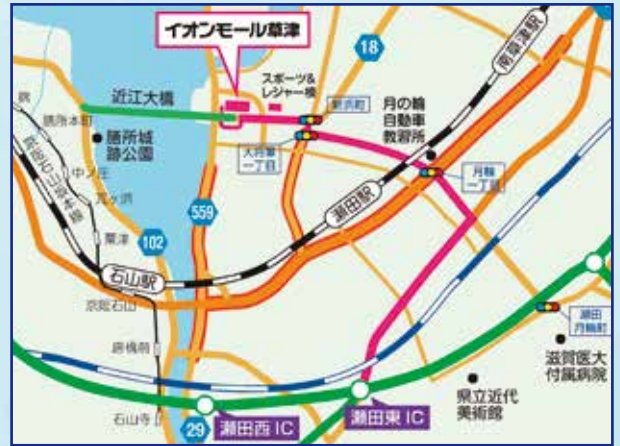 イオンモール草津
18
南草津駅
スポーツ&
レジャー棟
近江大橋
新浜町
月の輪
自動車
教習所
膳所本町
膳所城
跡公園
大将軍
一丁目
月輪
一丁目
中ノ庄
瓦ヶ浜
瀬田駅
559
粟津
102
石山駅
京阪石山
瀬田
月輪町
唐橋前
滋賀医大
付属病院
県立近代
美術館
瀬田東IC
石山寺
29
瀬田西IC